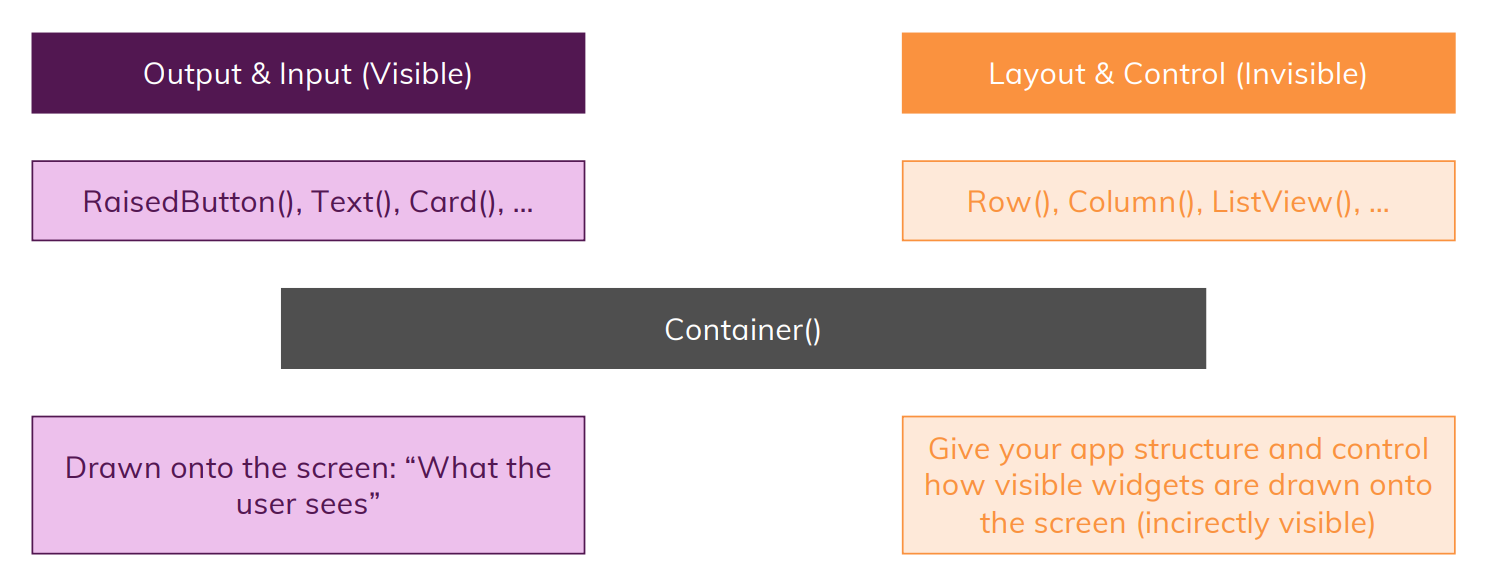 Output & Input (Visible)
Layout & Control (Invisible)
RaisedButton(), Text(), Card(), ...
Row(), Column(), ListView(), ...
Container()
Drawn onto the screen: “What the
user sees”
Give your app structure and control
how visible widgets are drawn onto
the screen (incirectly visible)